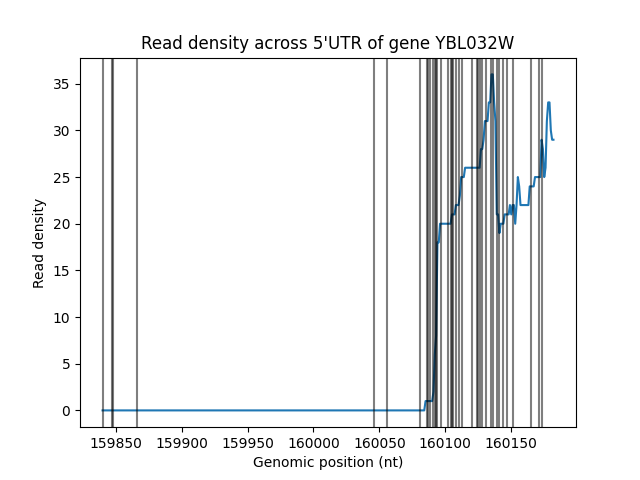 Read density across 5'UTR of gene YBL032W
Read density
35
30
25
20
15
10
5
0
159850 159900 159950 160000 160050 160100 160150
Genomic position (nt)